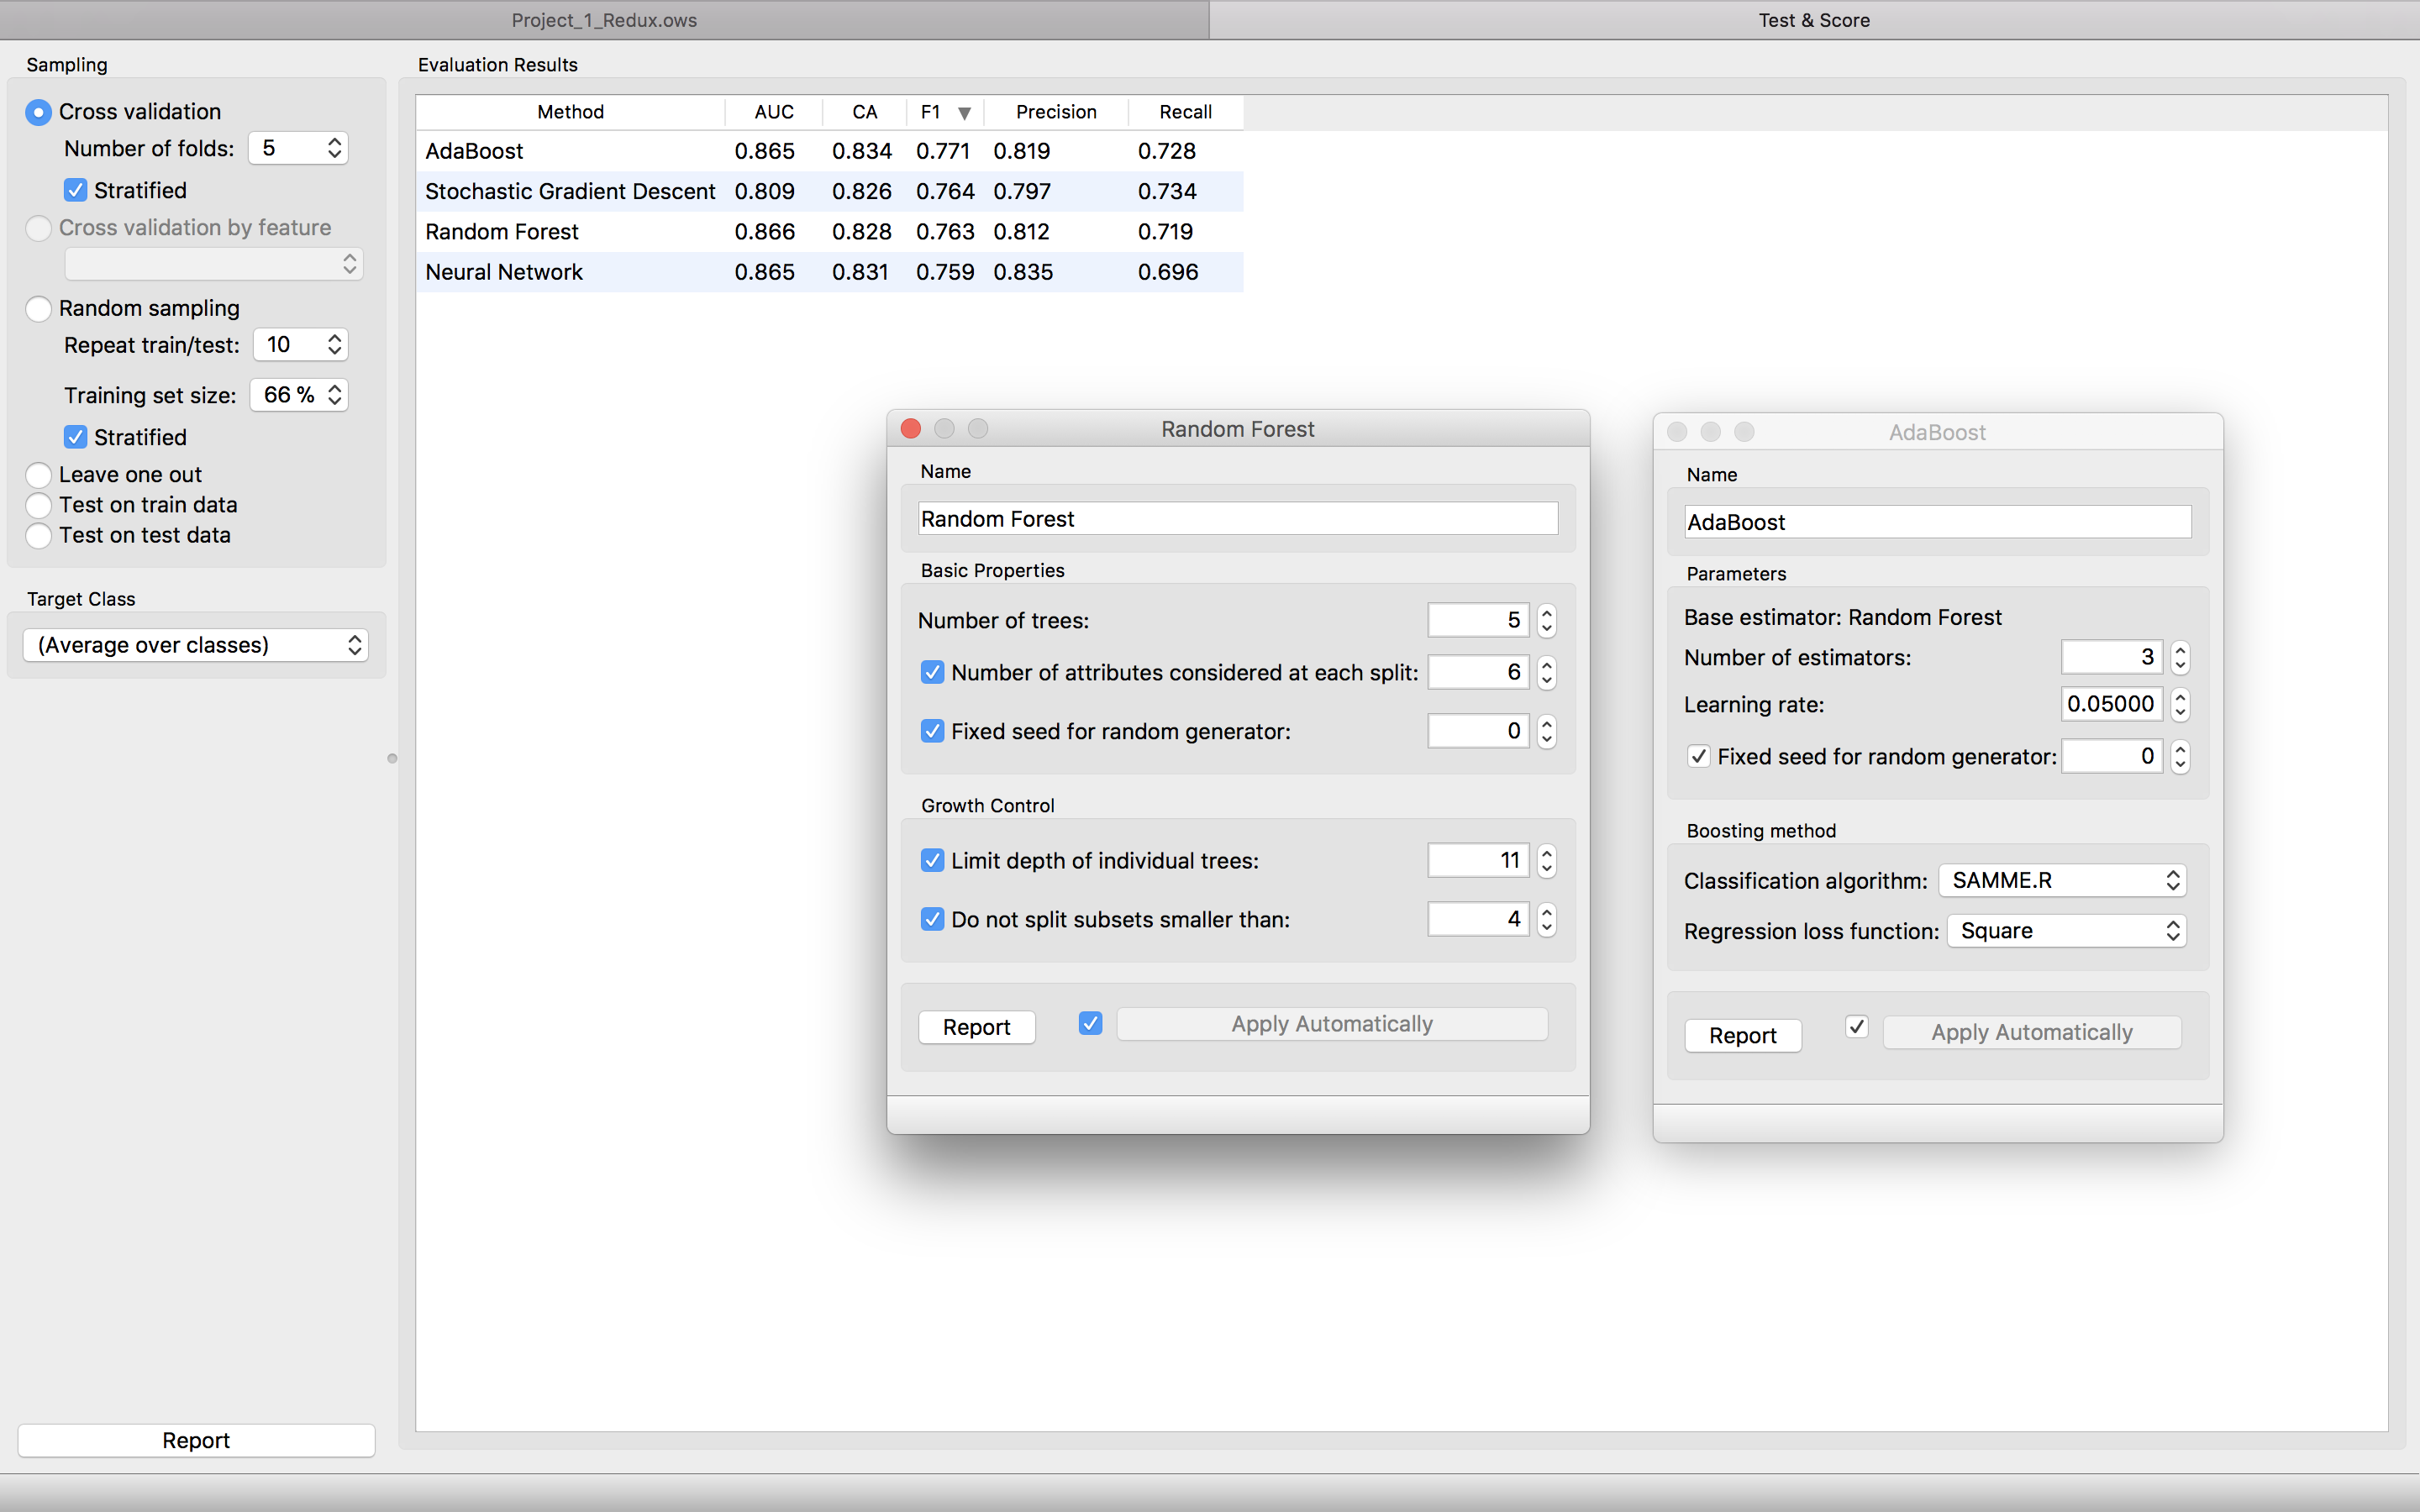 Project_1_Redux.ows
Test & Score
Sampling
Cross validation
Number of folds: 5
Stratified
Cross validation by feature
Random sampling
Repeat train/test: 10
Training set size: 66 %
Stratified
Leave one out
Test on train data
Test on test data
Target Class
(Average over classes)
Report
Evaluation Results
Method AUC CA F1 Precision Recall
AdaBoost 0.865 0.834 0.771 0.819 0.728
Stochastic Gradient Descent 0.809 0.826 0.764 0.797 0.734
Random Forest 0.866 0.828 0.763 0.812 0.719
Neural Network 0.865 0.831 0.759 0.835 0.696
Random Forest
Name
Random Forest
Basic Properties
Number of trees: 5
Number of attributes considered at each split: 6
Fixed seed for random generator: 0
Growth Control
Limit depth of individual trees: 11
Do not split subsets smaller than: 4
Report
Apply Automatically
AdaBoost
Name
AdaBoost
Parameters
Base estimator: Random Forest
Number of estimators: 3
Learning rate: 0.05000
Fixed seed for random generator: 0
Boosting method
Classification algorithm: SAMME.R
Regression loss function: Square
Report
Apply Automatically